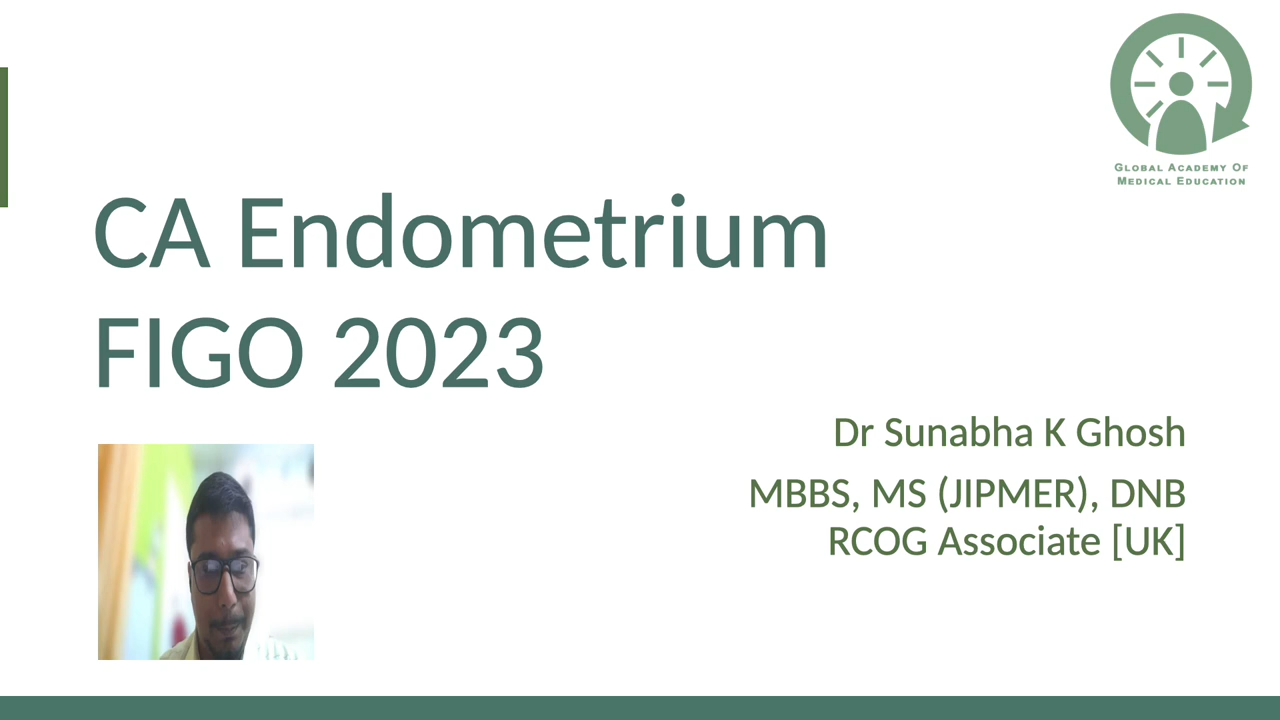 GLOBAL ACADEMY OF
MEDICAL EDUCATION
CA Endometrium
FIGO 2023
Dr Sunabha K Ghosh
MBBS, MS (JIPMER), DNB
RCOG Associate [UK]